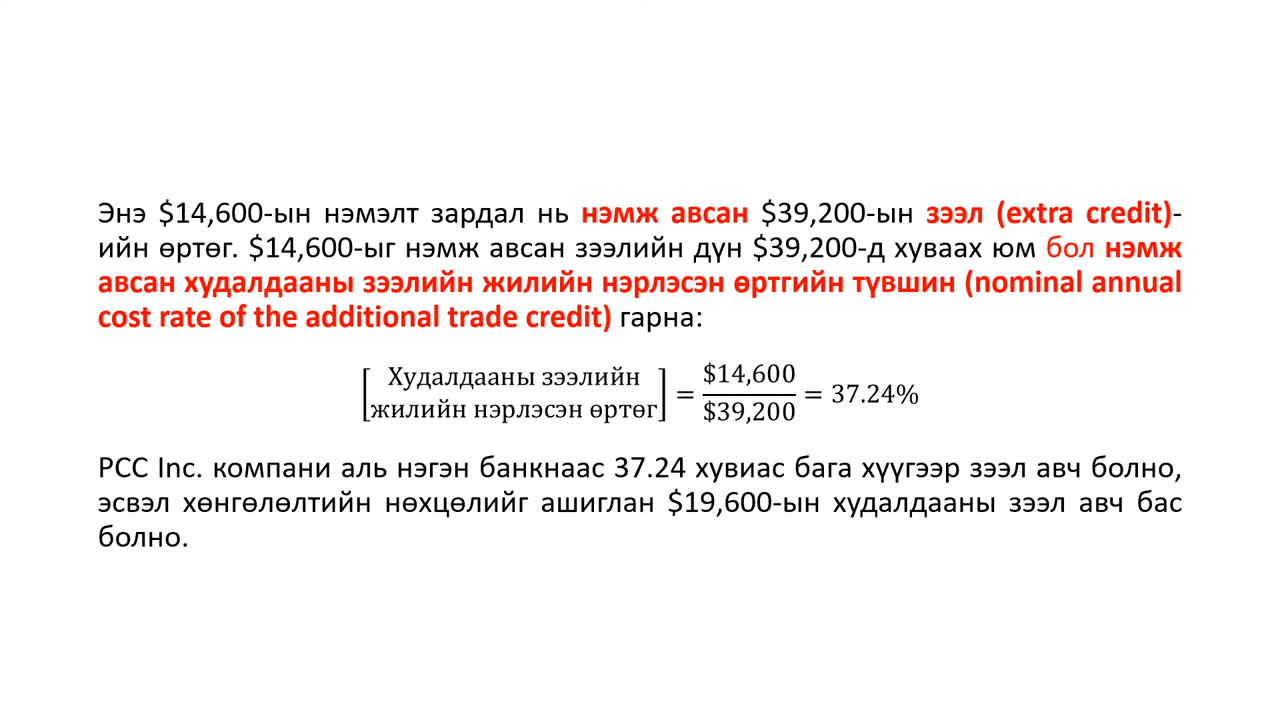 Энэ $14,600-ын нэмэлт зардал нь нэмж авсан $39,200-ын зээл (extra credit)-
ийн өртөг. $14,600-ыг нэмж авсан зээлийн дүн $39,200-д хуваах юм бол нэмж
авсан худалдааны зээлийн жилийн нэрлэсэн өртгийн түвшин (nominal annual
cost rate of the additional trade credit) гарна:
[Худалдааны зээлийн
жилийн нэрлэсэн өртөг] = $14,600 / $39,200 = 37.24%
PCC Inc. компани аль нэгэн банкнаас 37.24 хувиас бага хүүгээр зээл авч болно,
эсвэл хөнгөлөлтийн нөхцөлийг ашиглан $19,600-ын худалдааны зээл авч бас
болно.